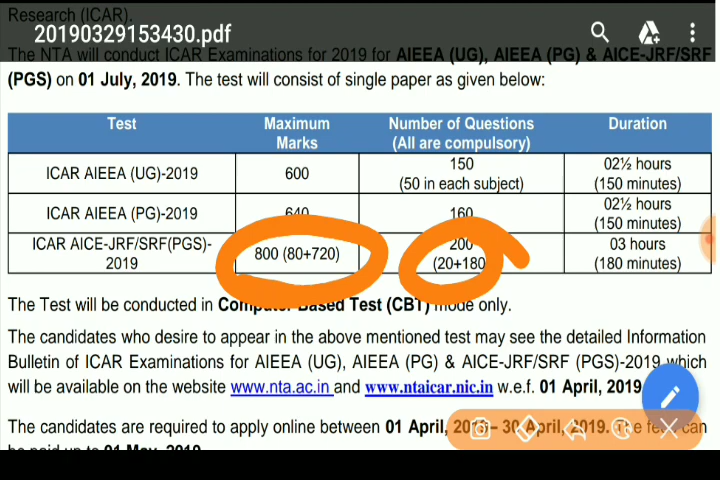 Research (ICAR).
20190329153430.pdf
The NTA will conduct ICAR Examinations for 2019 for AIEEA (UG), AIEEA (PG) & AICE-JRF/SRF
(PGS) on 01 July, 2019. The test will consist of single paper as given below:
Test Maximum Marks Number of Questions (All are compulsory) Duration
ICAR AIEEA (UG)-2019 600 150 (50 in each subject) 02½ hours (150 minutes)
ICAR AIEEA (PG)-2019 640 160 02½ hours (150 minutes)
ICAR AICE-JRF/SRF(PGS)-2019 800 (80+720) 200 (20+180 03 hours (180 minutes)
The Test will be conducted in Computer Based Test (CBT) mode only.
The candidates who desire to appear in the above mentioned test may see the detailed Information
Bulletin of ICAR Examinations for AIEEA (UG), AIEEA (PG) & AICE-JRF/SRF (PGS)-2019 which
will be available on the website www.nta.ac.in and www.ntaicar.nic.in w.e.f. 01 April, 2019
The candidates are required to apply online between 01 April, 2019– 30 April, 2019. The fee can
be paid up to 01 May, 2019